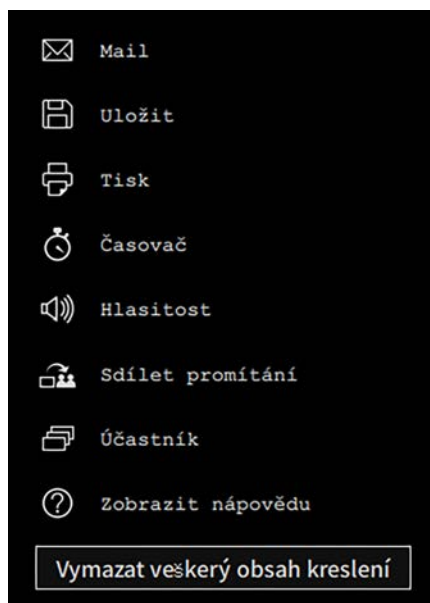 Mail
Uložit
Tisk
Časovač
Hlasitost
Sdílet promítání
Účastník
Zobrazit nápovědu
Vymazat veškerý obsah kreslení